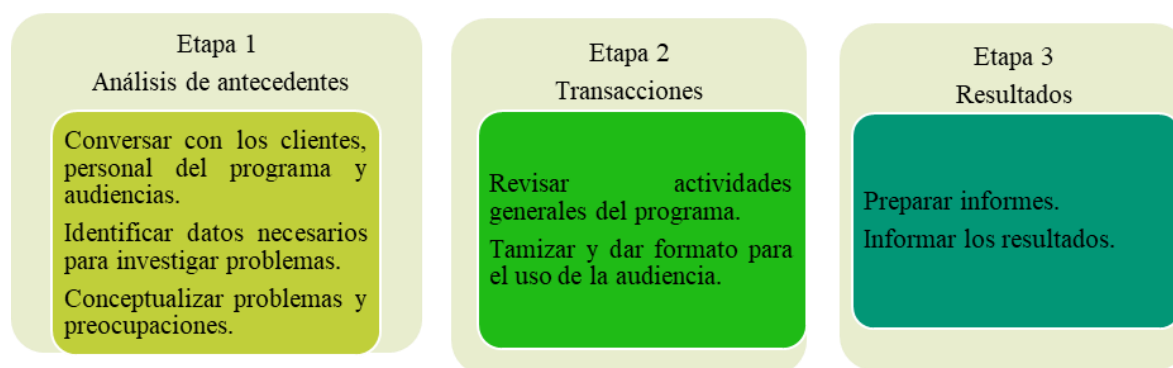 Etapa 1
Análisis de antecedentes
Conversar con los clientes,
personal del programa y
audiencias.
Identificar datos necesarios
para investigar problemas.
Conceptualizar problemas y
preocupaciones.
Etapa 2
Transacciones
Revisar actividades
generales del programa.
Tamizar y dar formato para
el uso de la audiencia.
Etapa 3
Resultados
Preparar informes.
Informar los resultados.